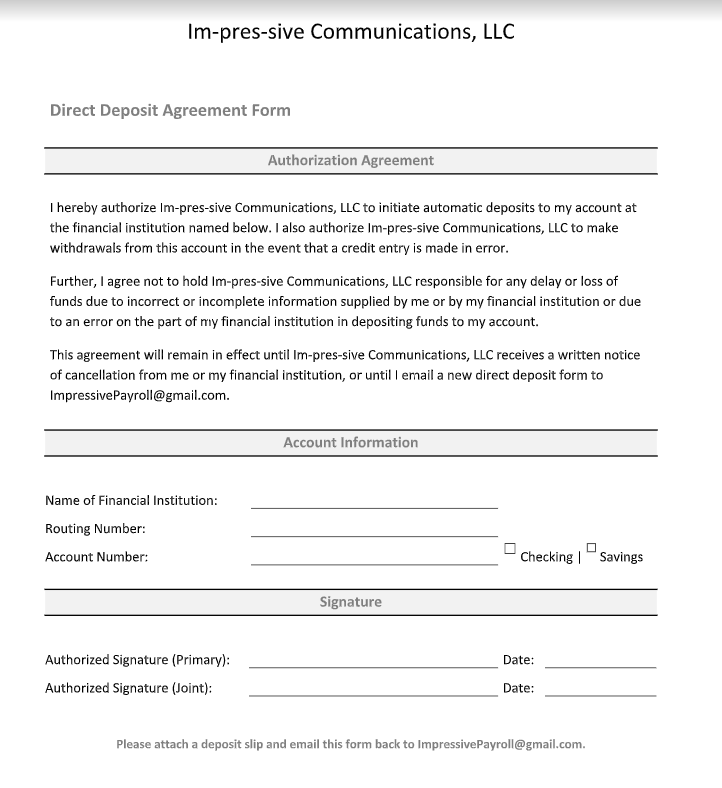 Im-pres-sive Communications, LLC
Direct Deposit Agreement Form
Authorization Agreement
I hereby authorize Im-pres-sive Communications, LLC to initiate automatic deposits to my account at
the financial institution named below. I also authorize Im-pres-sive Communications, LLC to make
withdrawals from this account in the event that a credit entry is made in error.
Further, I agree not to hold Im-pres-sive Communications, LLC responsible for any delay or loss of
funds due to incorrect or incomplete information supplied by me or by my financial institution or due
to an error on the part of my financial institution in depositing funds to my account.
This agreement will remain in effect until Im-pres-sive Communications, LLC receives a written notice
of cancellation from me or my financial institution, or until I email a new direct deposit form to
ImpressivePayroll@gmail.com.
Account Information
Name of Financial Institution:
Routing Number:
Account Number: ☐ Checking | ☐ Savings
Signature
Authorized Signature (Primary): Date:
Authorized Signature (Joint): Date:
Please attach a deposit slip and email this form back to ImpressivePayroll@gmail.com.